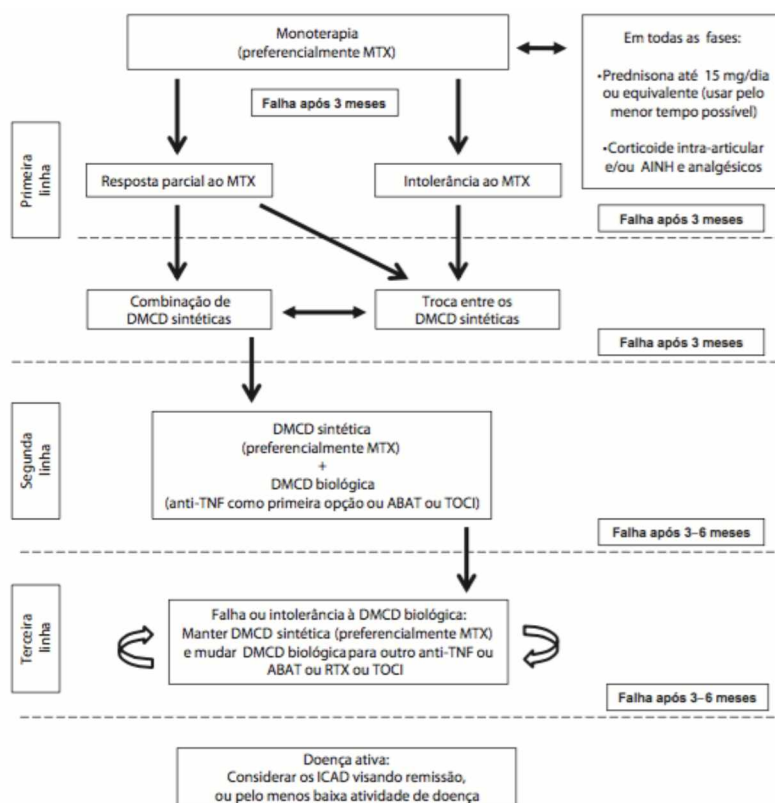 Monoterapia
(preferencialmente MTX)
Em todas as fases:
•Prednisona até 15 mg/dia
ou equivalente (usar pelo
menor tempo possível)
•Corticoide intra-articular
e/ou AINH e analgésicos
Falha após 3 meses
Primeira
linha
Resposta parcial ao MTX
Intolerância ao MTX
Falha após 3 meses
Combinação de
DMCD sintéticas
Troca entre os
DMCD sintéticas
Falha após 3 meses
Segunda
linha
DMCD sintética
(preferencialmente MTX)
+
DMCD biológica
(anti-TNF como primeira opção ou ABAT ou TOCI)
Falha após 3–6 meses
Terceira
linha
Falha ou intolerância à DMCD biológica:
Manter DMCD sintética (preferencialmente MTX)
e mudar DMCD biológica para outro anti-TNF ou
ABAT ou RTX ou TOCI
Falha após 3–6 meses
Doença ativa:
Considerar os ICAD visando remissão,
ou pelo menos baixa atividade de doença